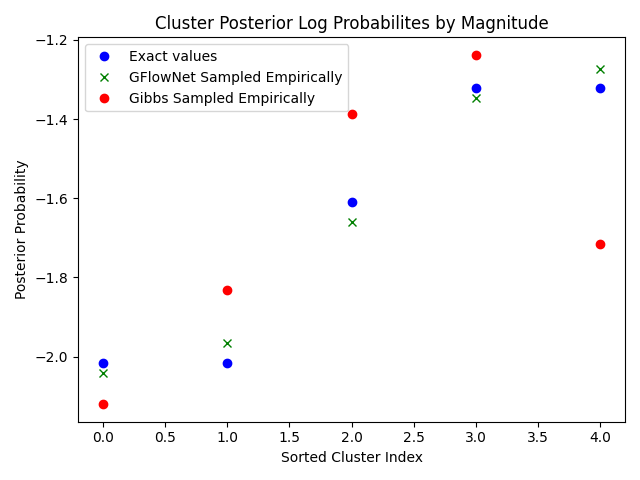 Cluster Posterior Log Probabilites by Magnitude
Exact values
GFlowNet Sampled Empirically
Gibbs Sampled Empirically
−1.2
−1.4
−1.6
−1.8
−2.0
Posterior Probability
0.0 0.5 1.0 1.5 2.0 2.5 3.0 3.5 4.0
Sorted Cluster Index